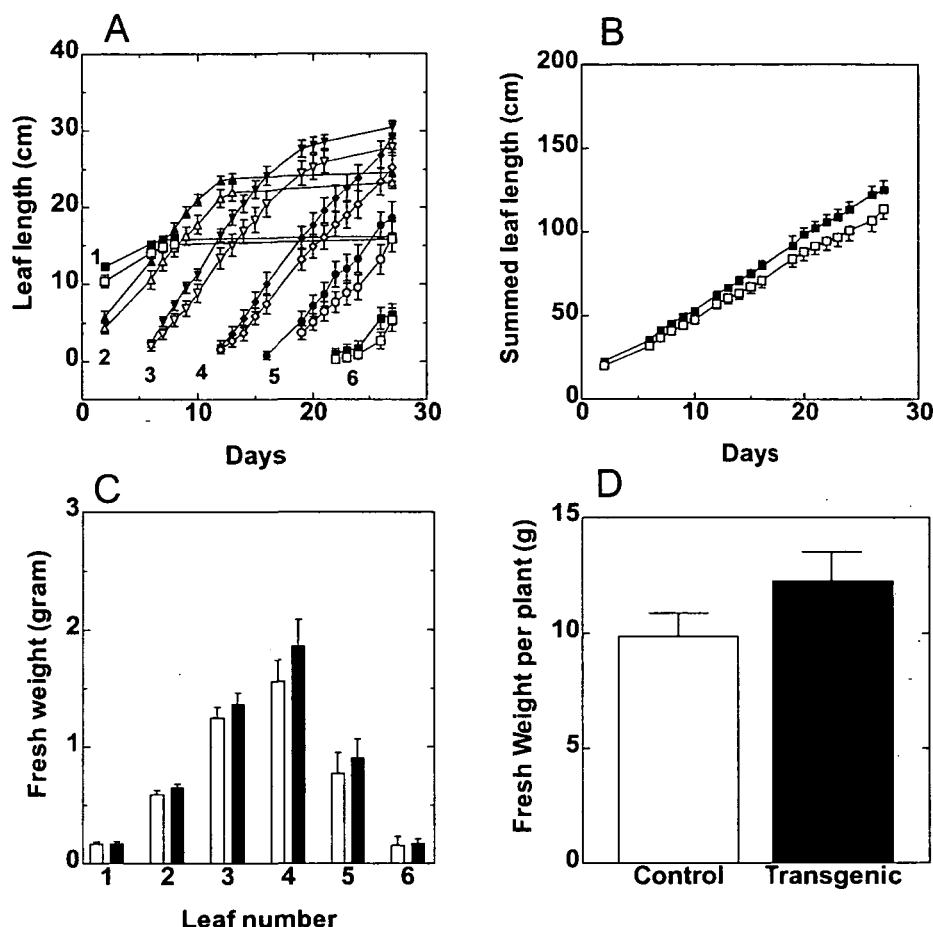 A
Leaf length (cm)
40
30
20
10
0
1
2
3
4
5
6
0
10
20
30
Days
B
Summed leaf length (cm)
200
150
100
50
0
0
10
20
30
Days
C
Fresh weight (gram)
3
2
1
0
1
2
3
4
5
6
Leaf number
D
Fresh Weight per plant (g)
15
10
5
0
Control
Transgenic